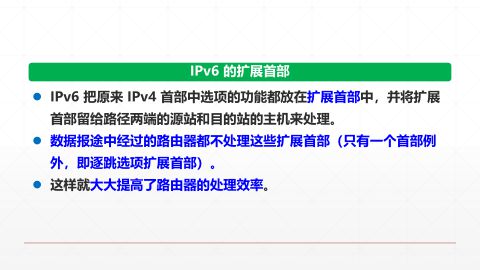 IPv6 的扩展首部
IPv6 把原来 IPv4 首部中选项的功能都放在扩展首部中，并将扩展
首部留给路径两端的源站和目的站的主机来处理。
数据报途中经过的路由器都不处理这些扩展首部（只有一个首部例
外，即逐跳选项扩展首部）。
这样就大大提高了路由器的处理效率。